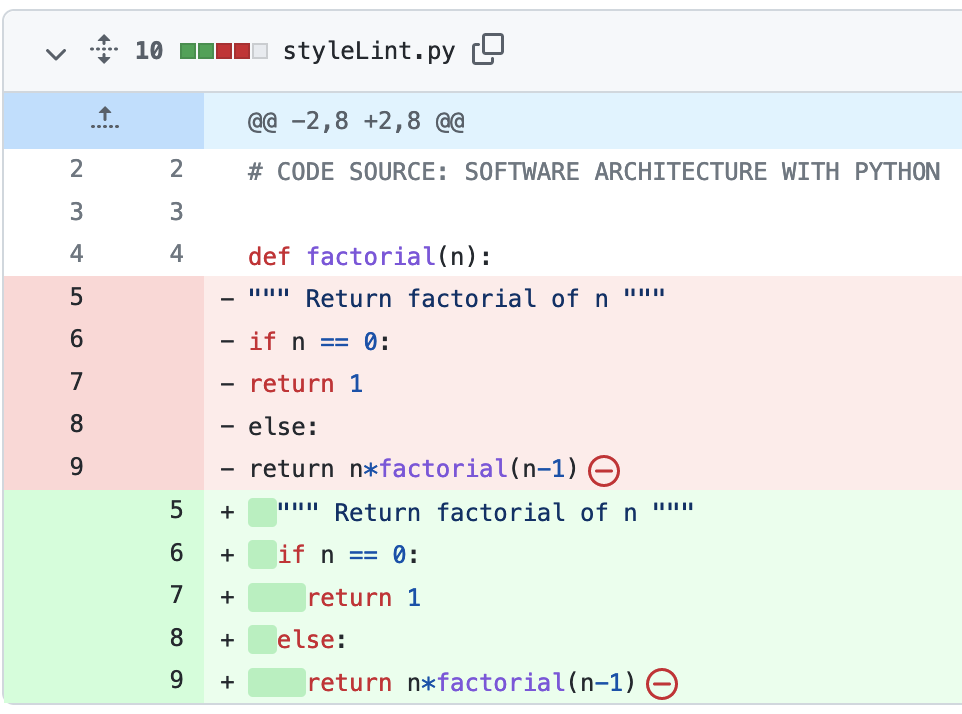 10 styleLint.py
@@ -2,8 +2,8 @@
2 2 # CODE SOURCE: SOFTWARE ARCHITECTURE WITH PYTHON
3 3
4 4 def factorial(n):
5 - """ Return factorial of n """
6 - if n == 0:
7 - return 1
8 - else:
9 - return n*factorial(n-1)
5 +   """ Return factorial of n """
6 +   if n == 0:
7 +     return 1
8 +   else:
9 +     return n*factorial(n-1)